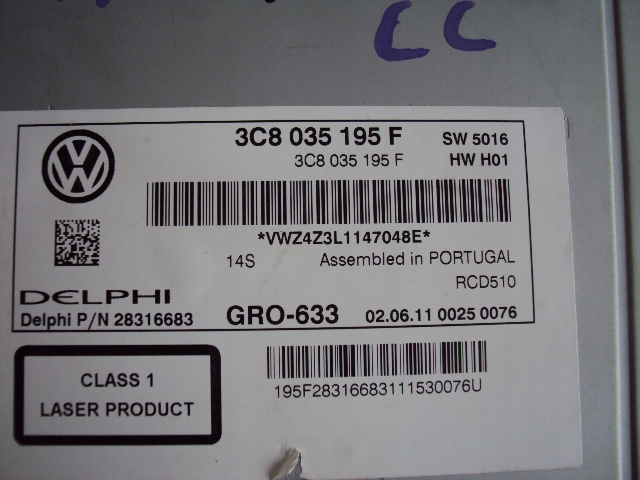 CC
3C8 035 195 F SW 5016
3C8 035 195 F HW H01
*VWZ4Z3L1147048E*
14S Assembled in PORTUGAL
RCD510
DELPHI
Delphi P/N 28316683 GRO-633 02.06.11 0025 0076
CLASS 1
LASER PRODUCT
195F28316683111530076U